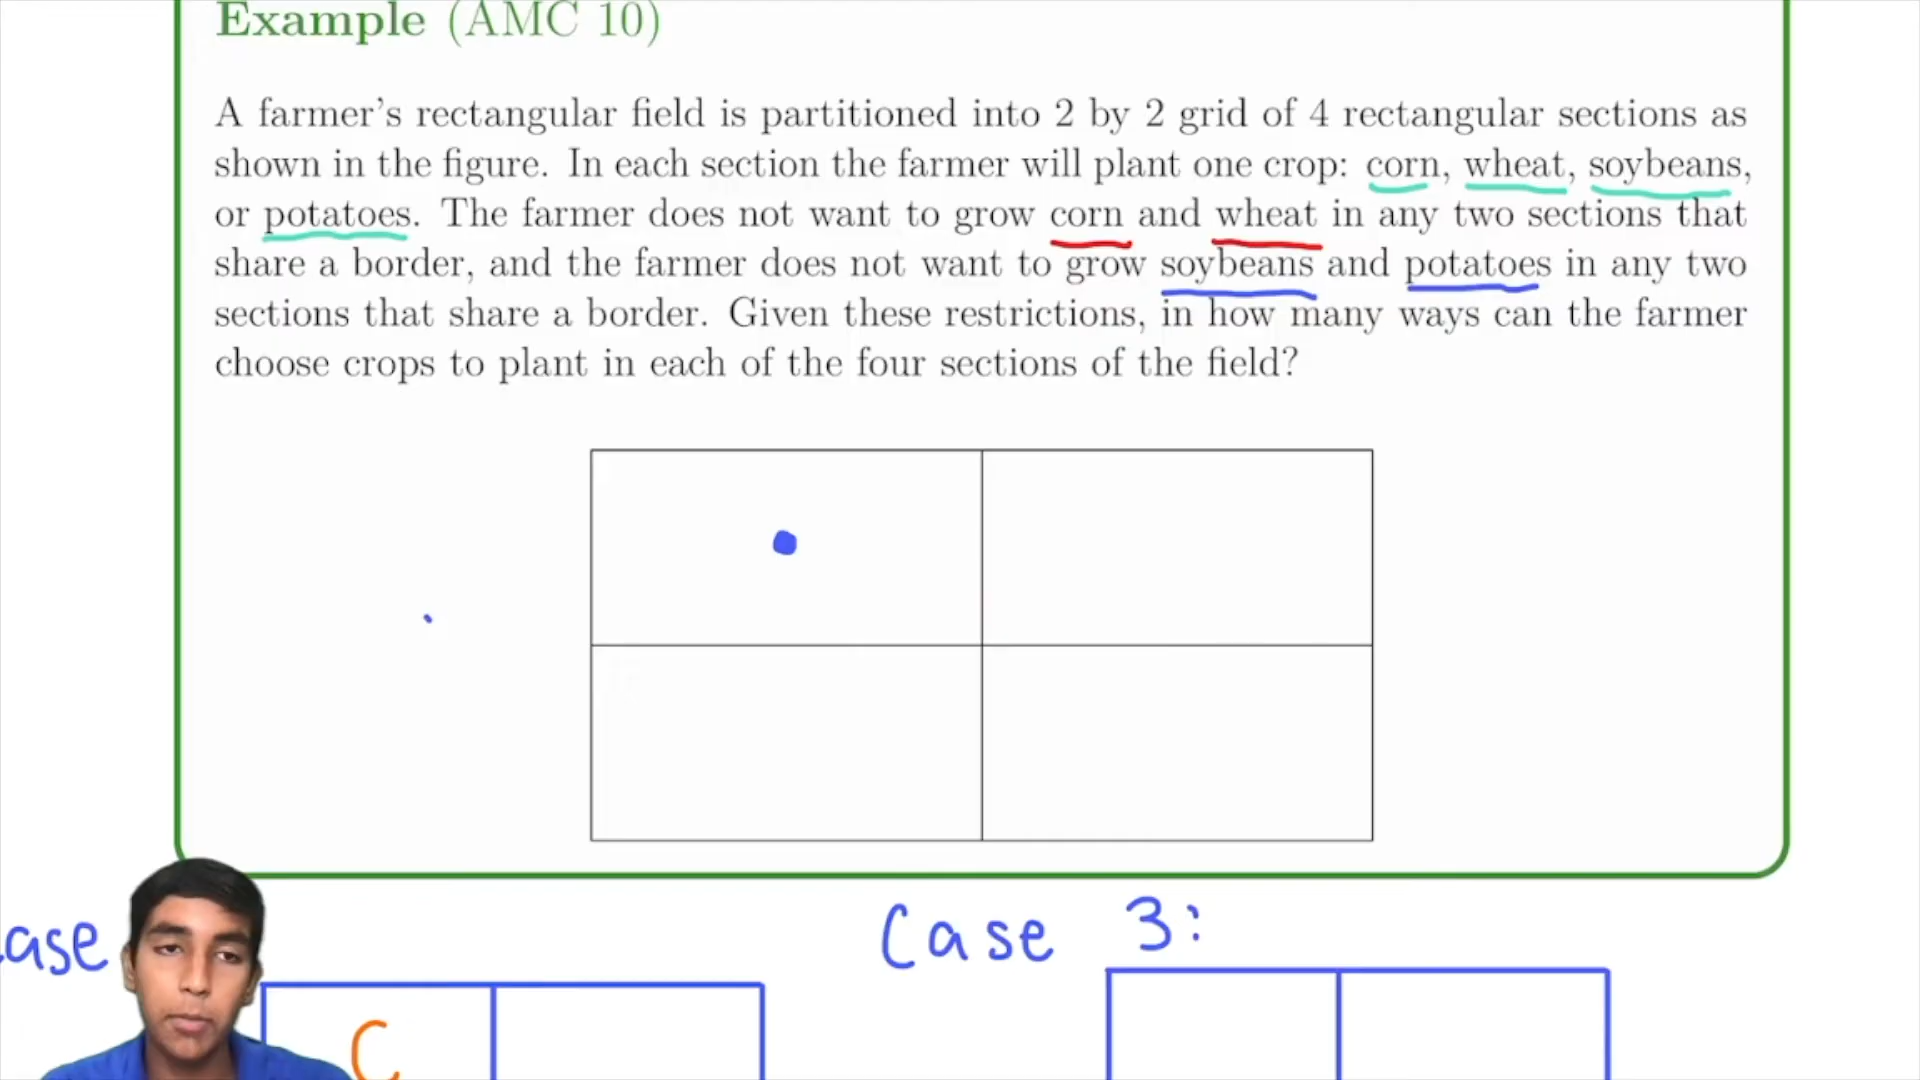 Example (AMC 10)
A farmer's rectangular field is partitioned into 2 by 2 grid of 4 rectangular sections as
shown in the figure. In each section the farmer will plant one crop: corn, wheat, soybeans,
or potatoes. The farmer does not want to grow corn and wheat in any two sections that
share a border, and the farmer does not want to grow soybeans and potatoes in any two
sections that share a border. Given these restrictions, in how many ways can the farmer
choose crops to plant in each of the four sections of the field?
ase
Case 3:
C